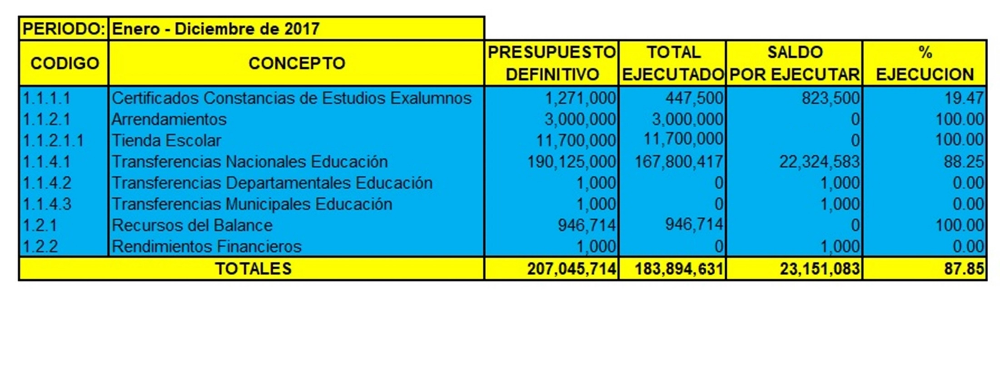 PERIODO: Enero - Diciembre de 2017
CODIGO CONCEPTO PRESUPUESTO DEFINITIVO TOTAL EJECUTADO SALDO POR EJECUTAR % EJECUCION
1.1.1.1 Certificados Constancias de Estudios Exalumnos 1,271,000 447,500 823,500 19.47
1.1.2.1 Arrendamientos 3,000,000 3,000,000 0 100.00
1.1.2.1.1 Tienda Escolar 11,700,000 11,700,000 0 100.00
1.1.4.1 Transferencias Nacionales Educación 190,125,000 167,800,417 22,324,583 88.25
1.1.4.2 Transferencias Departamentales Educación 1,000 0 1,000 0.00
1.1.4.3 Transferencias Municipales Educación 1,000 0 1,000 0.00
1.2.1 Recursos del Balance 946,714 946,714 0 100.00
1.2.2 Rendimientos Financieros 1,000 0 1,000 0.00
TOTALES 207,045,714 183,894,631 23,151,083 87.85